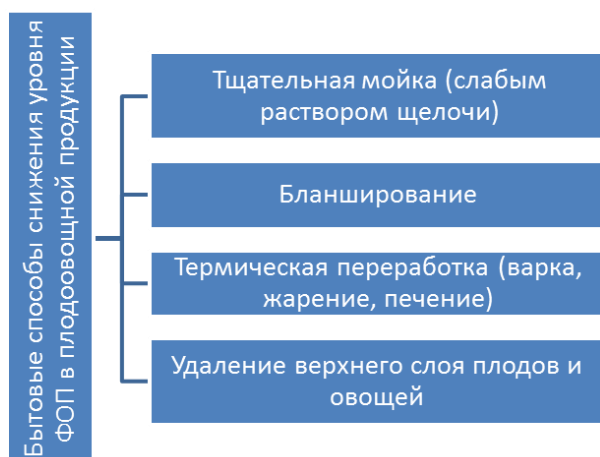 Бытовые способы снижения уровня
ФОП в плодоовощной продукции
Тщательная мойка (слабым
раствором щелочи)
Бланширование
Термическая переработка (варка,
жарение, печение)
Удаление верхнего слоя плодов и
овощей